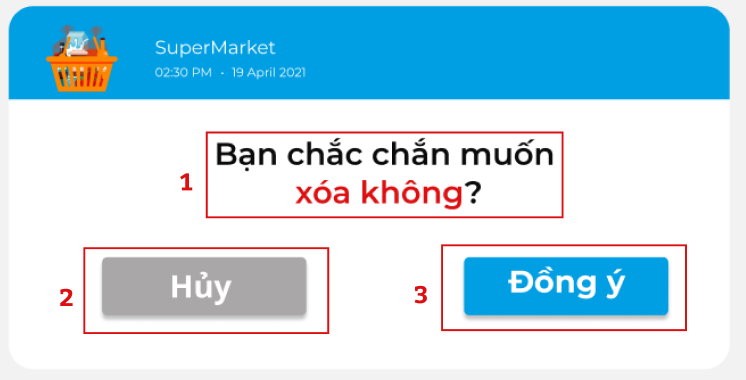 SuperMarket
02:30 PM • 19 April 2021
1
Bạn chắc chắn muốn
xóa không?
2
Hủy
3
Đồng ý